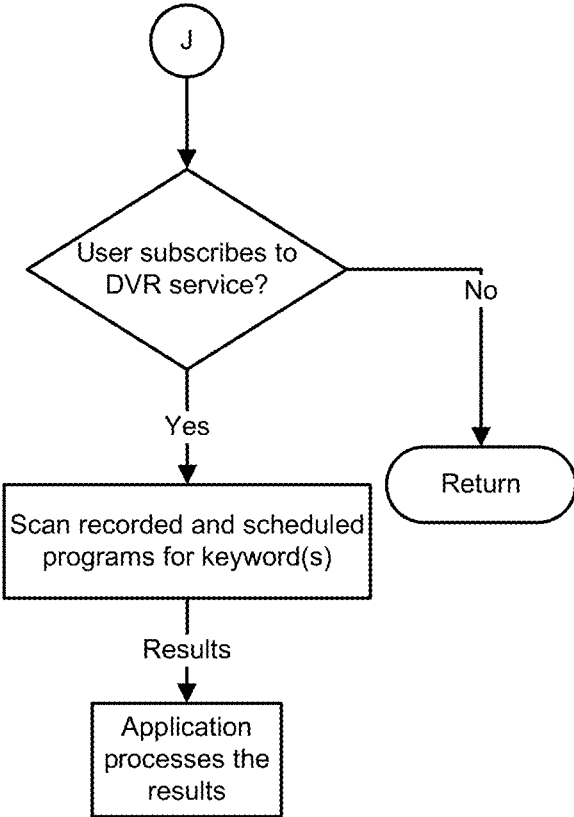 J
User subscribes to
DVR service?
No
Yes
Return
Scan recorded and scheduled
programs for keyword(s)
Results
Application
processes the
results